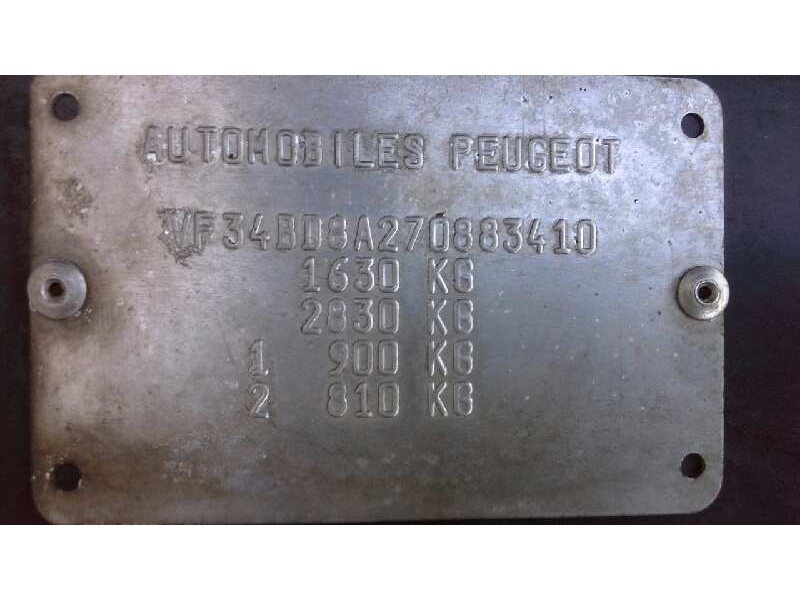 AUTOMOBILES PEUGEOT
VF34BD8A270883410
1630 KG
2830 KG
1 900 KG
2 810 KG